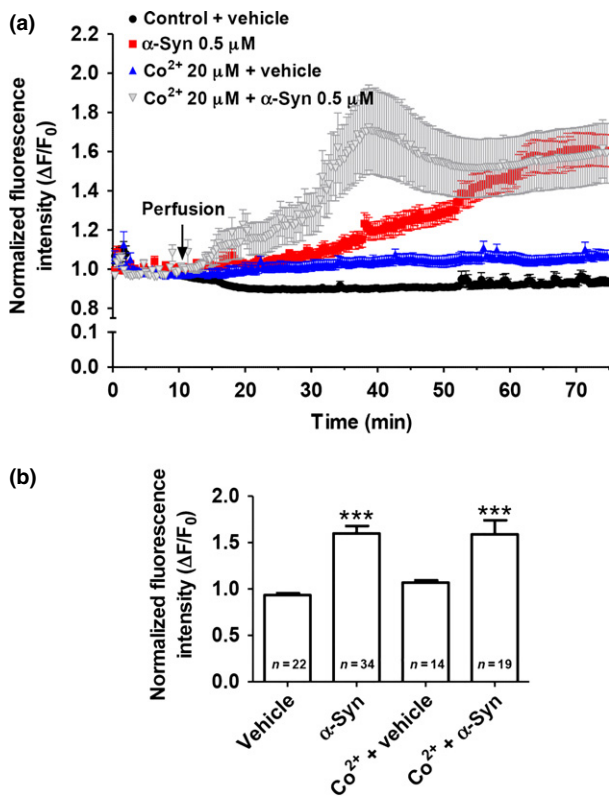 (a)
Control + vehicle
α-Syn 0.5 µM
Co²⁺ 20 µM + vehicle
Co²⁺ 20 µM + α-Syn 0.5 µM
Normalized fluorescence
intensity (ΔF/F₀)
2.2
2.0
1.8
1.6
1.4
1.2
1.0
0.8
0.1
0.0
Perfusion
0 10 20 30 40 50 60 70
Time (min)
(b)
Normalized fluorescence
intensity (ΔF/F₀)
2.0
1.5
1.0
0.5
0.0
*** ***
n = 22 n = 34 n = 14 n = 19
Vehicle
α-Syn
Co²⁺ + vehicle
Co²⁺ + α-Syn